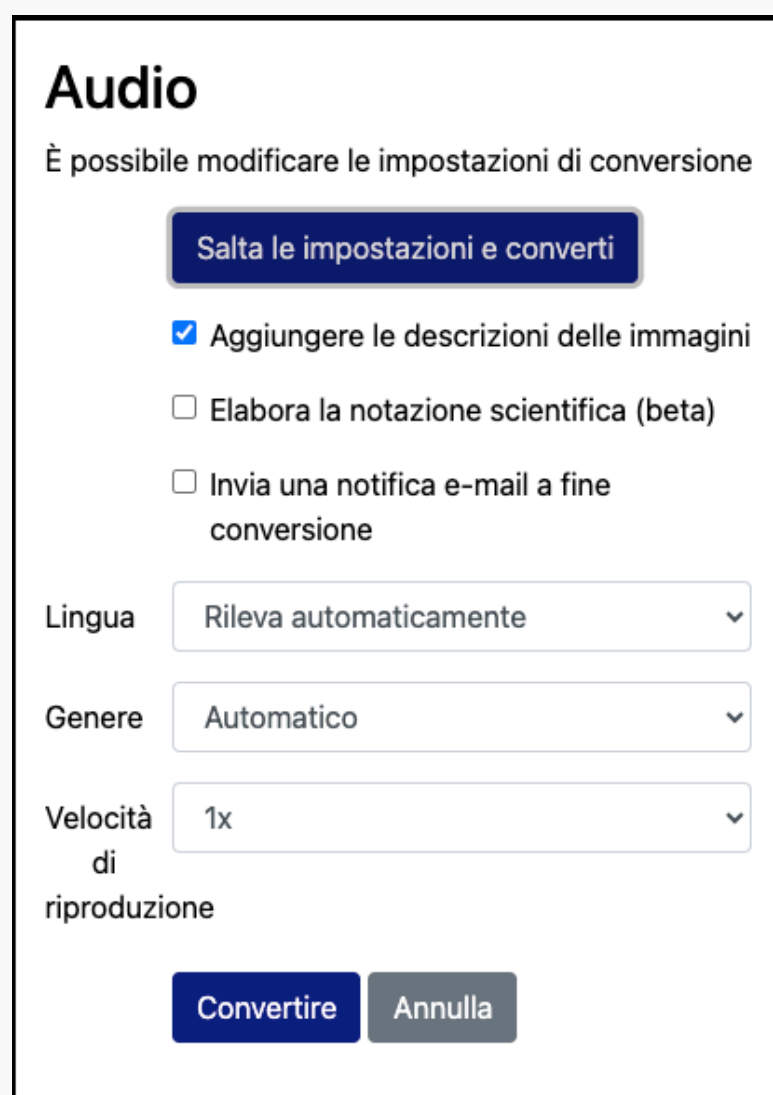 Audio
È possibile modificare le impostazioni di conversione
Salta le impostazioni e converti
Aggiungere le descrizioni delle immagini
Elabora la notazione scientifica (beta)
Invia una notifica e-mail a fine
conversione
Lingua
Rileva automaticamente
Genere
Automatico
Velocità
di
riproduzione
1x
Convertire
Annulla